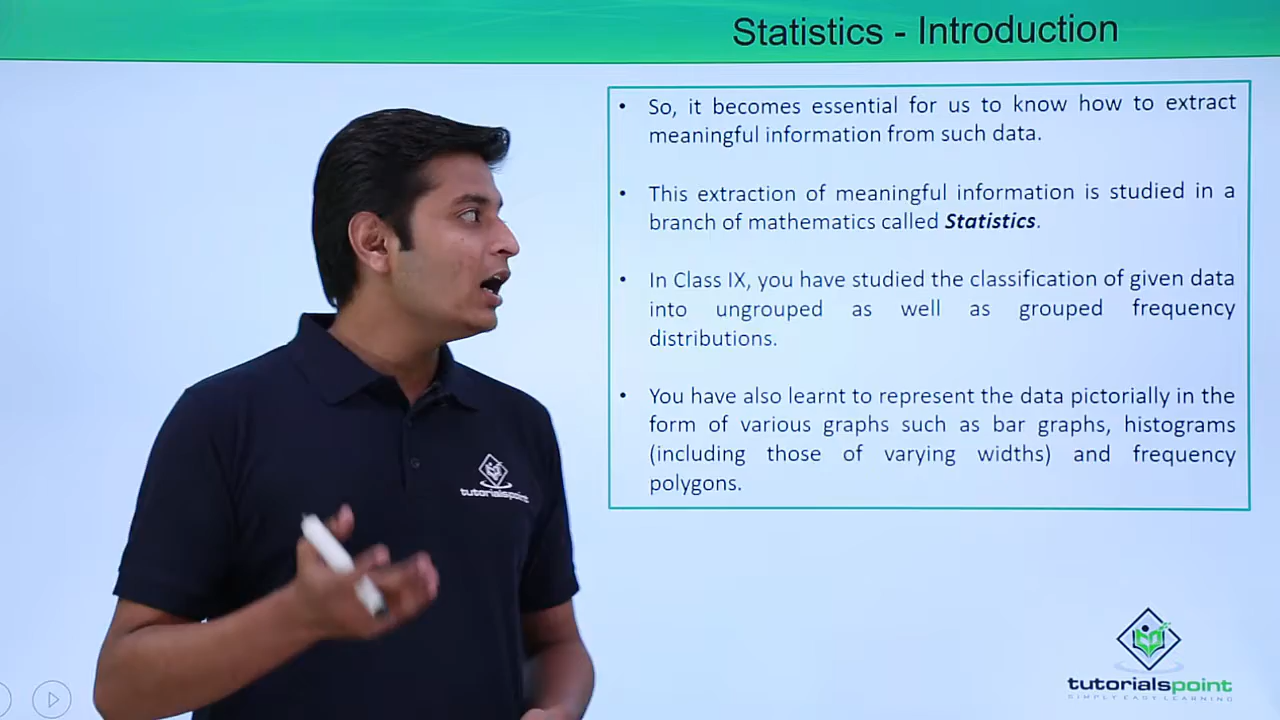 Statistics - Introduction
• So, it becomes essential for us to know how to extract
meaningful information from such data.
• This extraction of meaningful information is studied in a
branch of mathematics called Statistics.
• In Class IX, you have studied the classification of given data
into ungrouped as well as grouped frequency
distributions.
• You have also learnt to represent the data pictorially in the
form of various graphs such as bar graphs, histograms
(including those of varying widths) and frequency
polygons.
tutorialspoint
tutorialspoint
SIMPLY EASY LEARNING